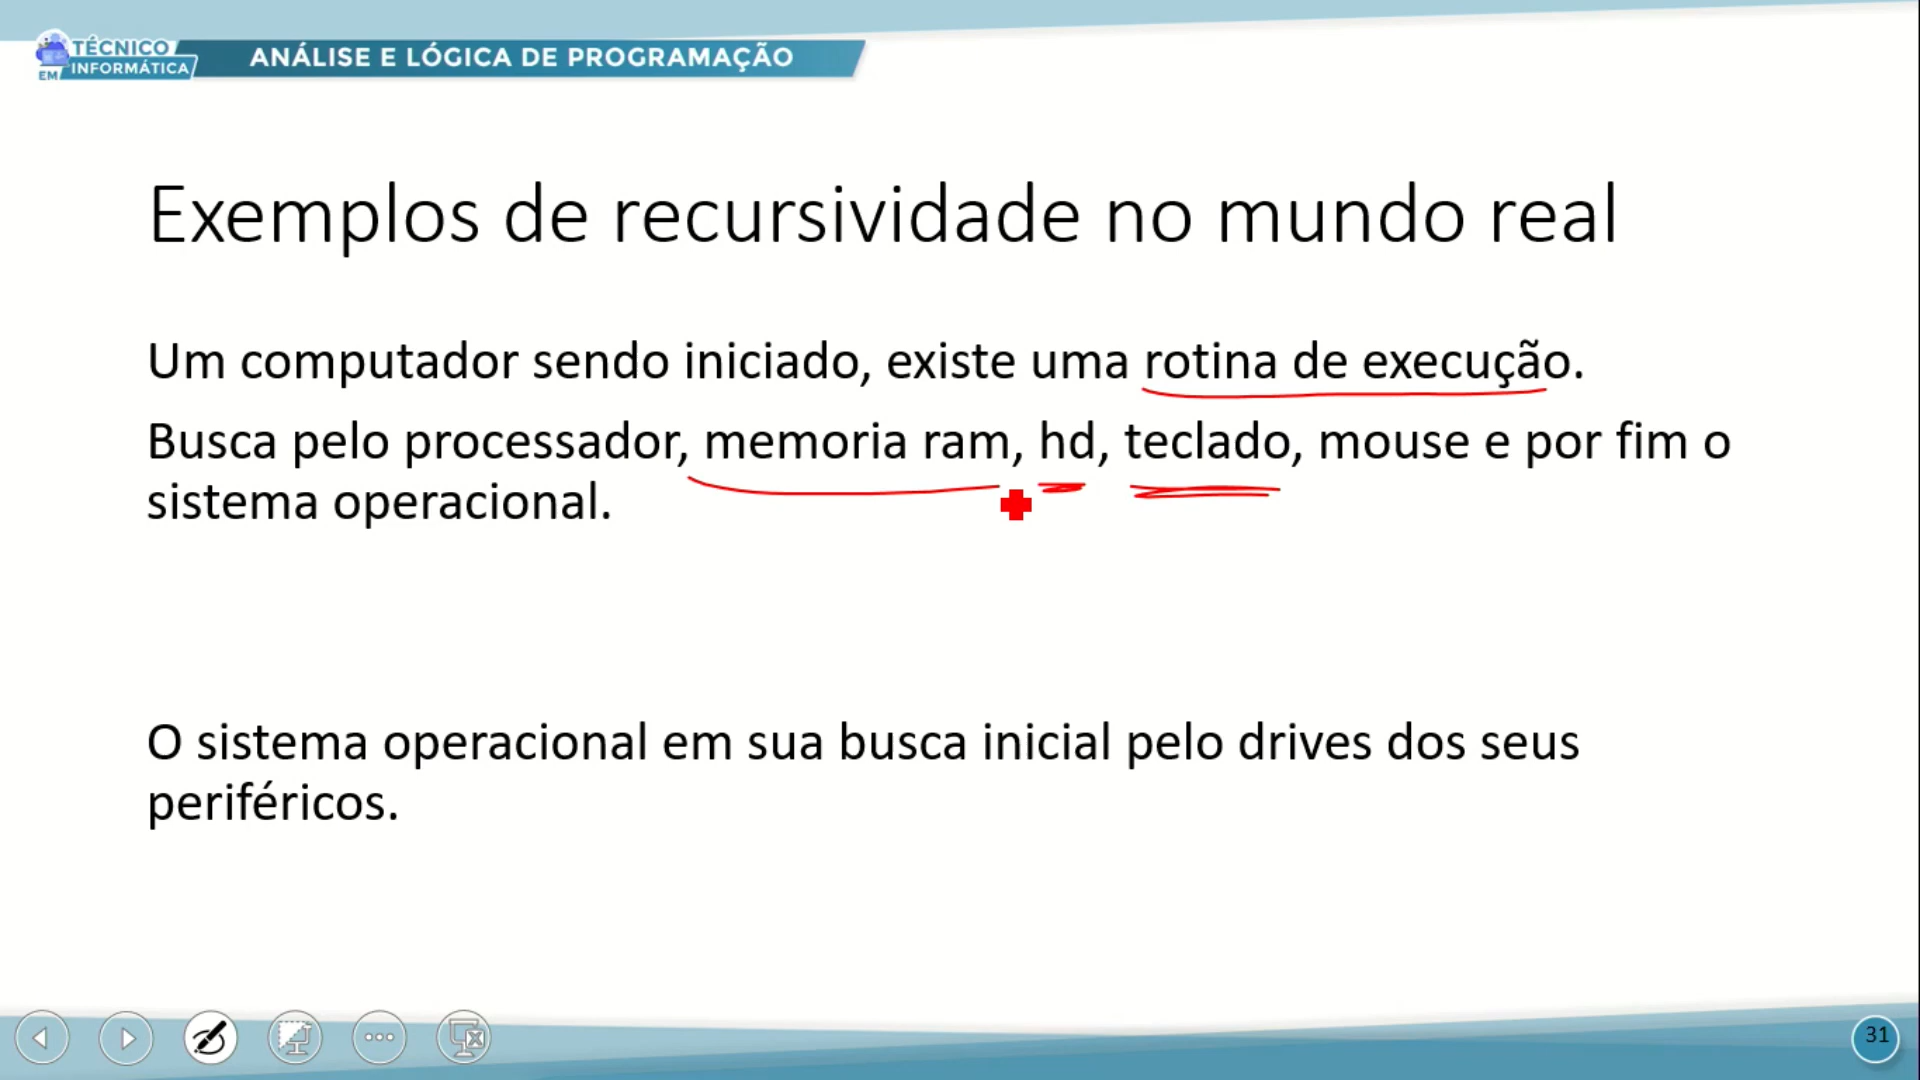 TÉCNICO
EM INFORMÁTICA
ANÁLISE E LÓGICA DE PROGRAMAÇÃO
Exemplos de recursividade no mundo real
Um computador sendo iniciado, existe uma rotina de execução.
Busca pelo processador, memoria ram, hd, teclado, mouse e por fim o
sistema operacional.
O sistema operacional em sua busca inicial pelo drives dos seus
periféricos.
31